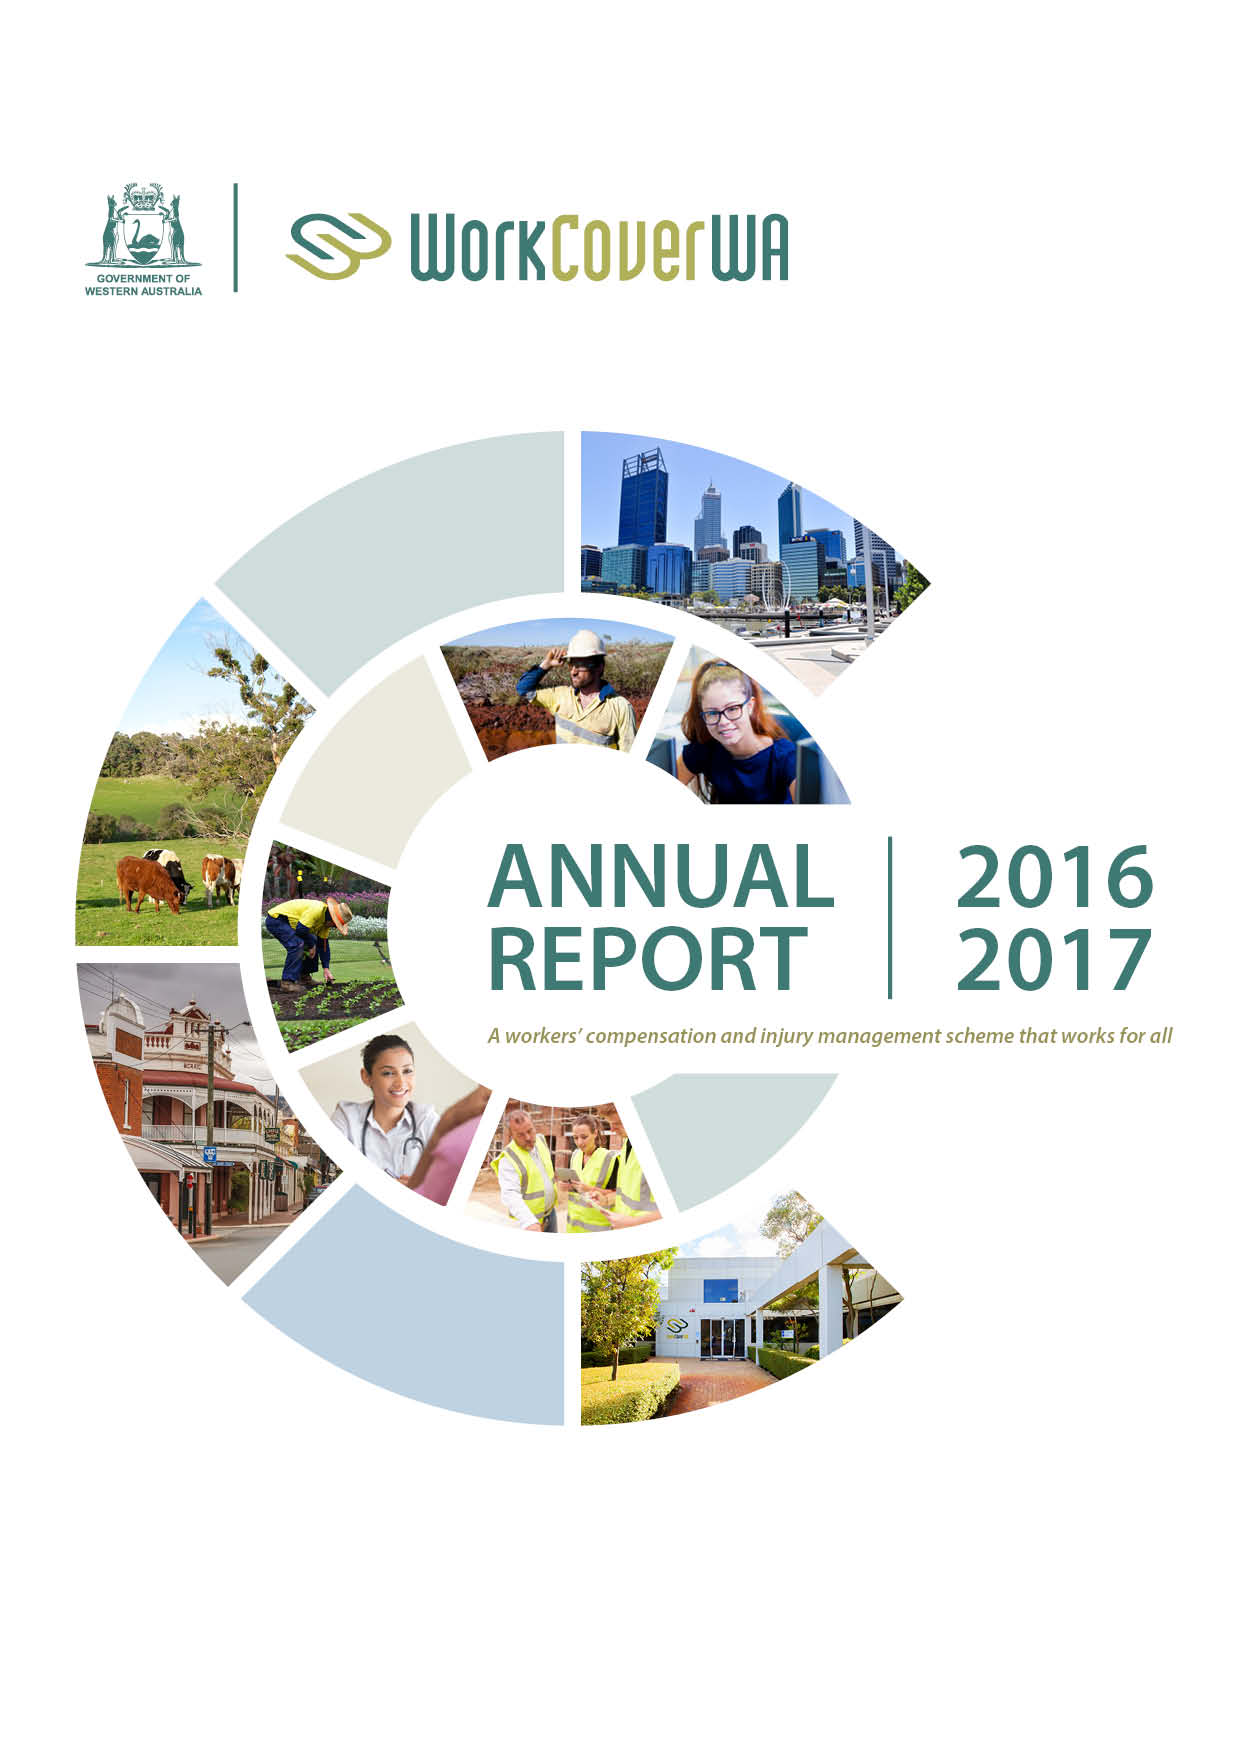 GOVERNMENT OF
WESTERN AUSTRALIA
WorkCoverWA
ANNUAL
REPORT
2016
2017
A workers' compensation and injury management scheme that works for all